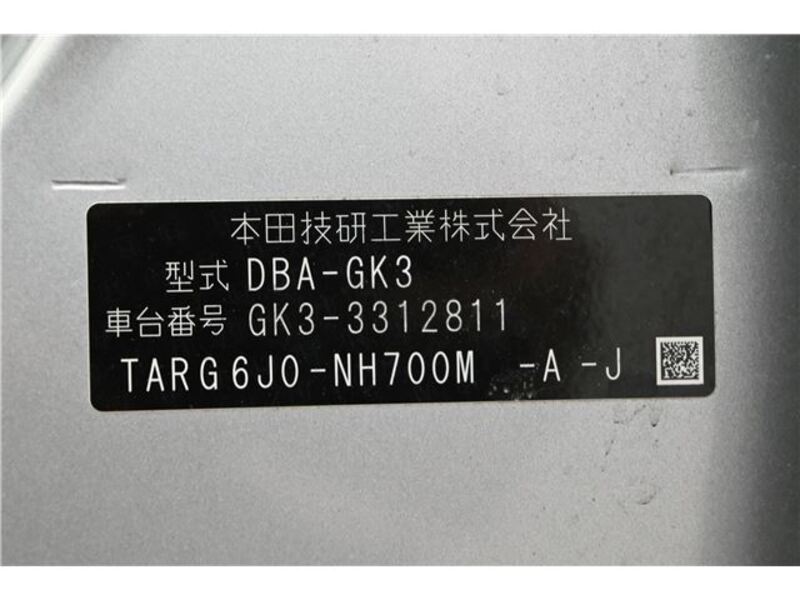 本田技研工業株式会社
型式 DBA-GK3
車台番号 GK3-3312811
TARG6J0-NH700M -A -J